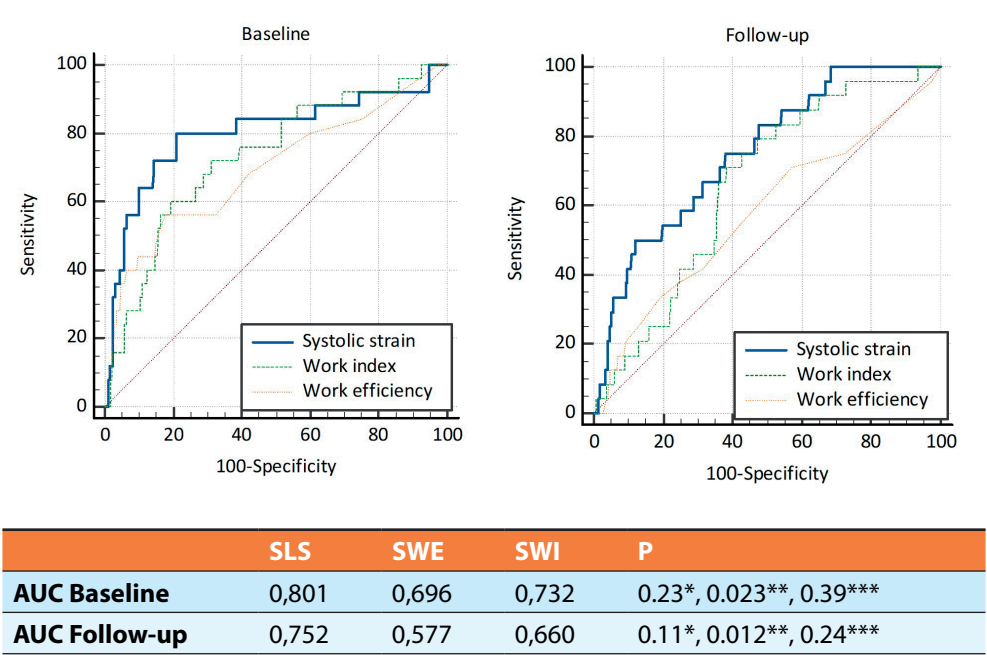 Baseline
100
80
60
40
20
0
Sensitivity
Systolic strain
Work index
Work efficiency
0 20 40 60 80 100
100-Specificity
Follow-up
100
80
60
40
20
0
Sensitivity
Systolic strain
Work index
Work efficiency
0 20 40 60 80 100
100-Specificity
SLS SWE SWI P
AUC Baseline 0,801 0,696 0,732 0.23*, 0.023**, 0.39***
AUC Follow-up 0,752 0,577 0,660 0.11*, 0.012**, 0.24***